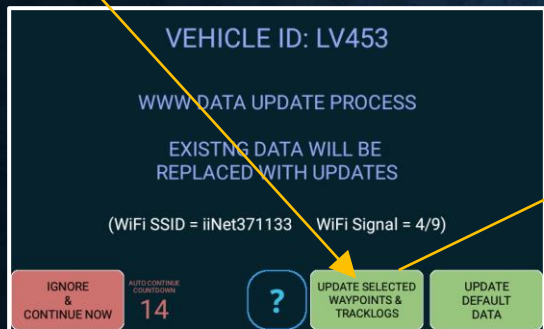 VEHICLE ID: LV453
WWW DATA UPDATE PROCESS
EXISTNG DATA WILL BE
REPLACED WITH UPDATES
(WiFi SSID = iiNet371133 WiFi Signal = 4/9)
IGNORE
&
CONTINUE NOW
AUTO CONTINUE
COUNTDOWN
14
?
UPDATE SELECTED
WAYPOINTS &
TRACKLOGS
UPDATE
DEFAULT
DATA